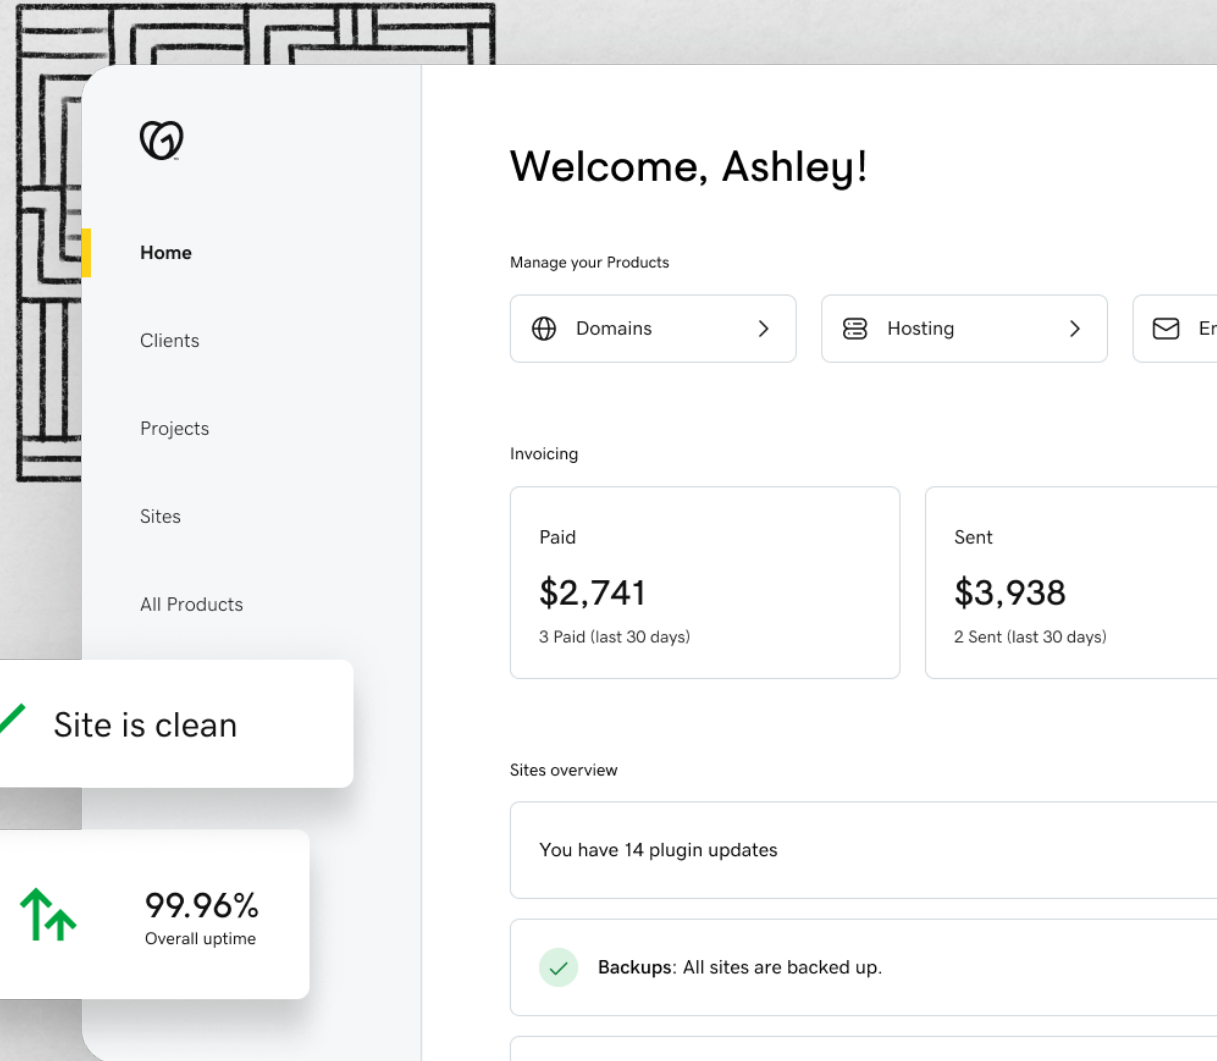 Welcome, Ashley!
Home
Manage your Products
Domains
Hosting
Clients
Projects
Invoicing
Sites
Paid
Sent
$2,741
$3,938
All Products
3 Paid (last 30 days)
2 Sent (last 30 days)
Site is clean
Sites overview
You have 14 plugin updates
99.96%
Overall uptime
Backups: All sites are backed up.